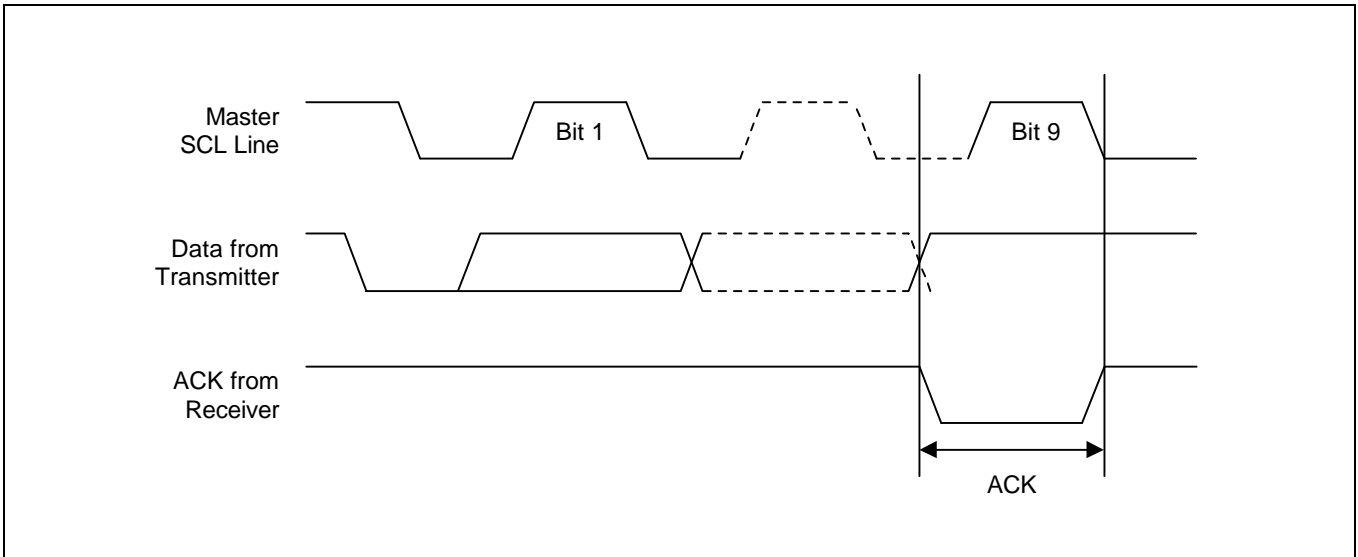 Master
SCL Line
Bit 1
Bit 9
Data from
Transmitter
ACK from
Receiver
ACK